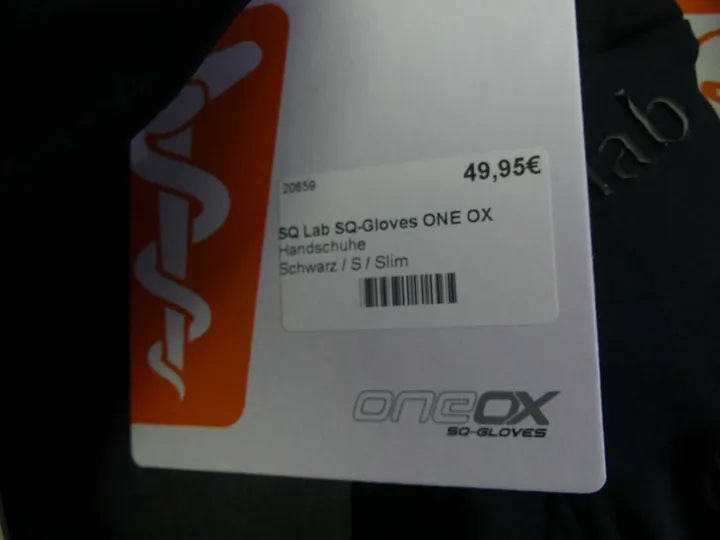 20659
49,95€
SQ Lab SQ-Gloves ONE OX
Handschuhe
Schwarz / S / Slim
oneOX
SQ-GLOVES
lab